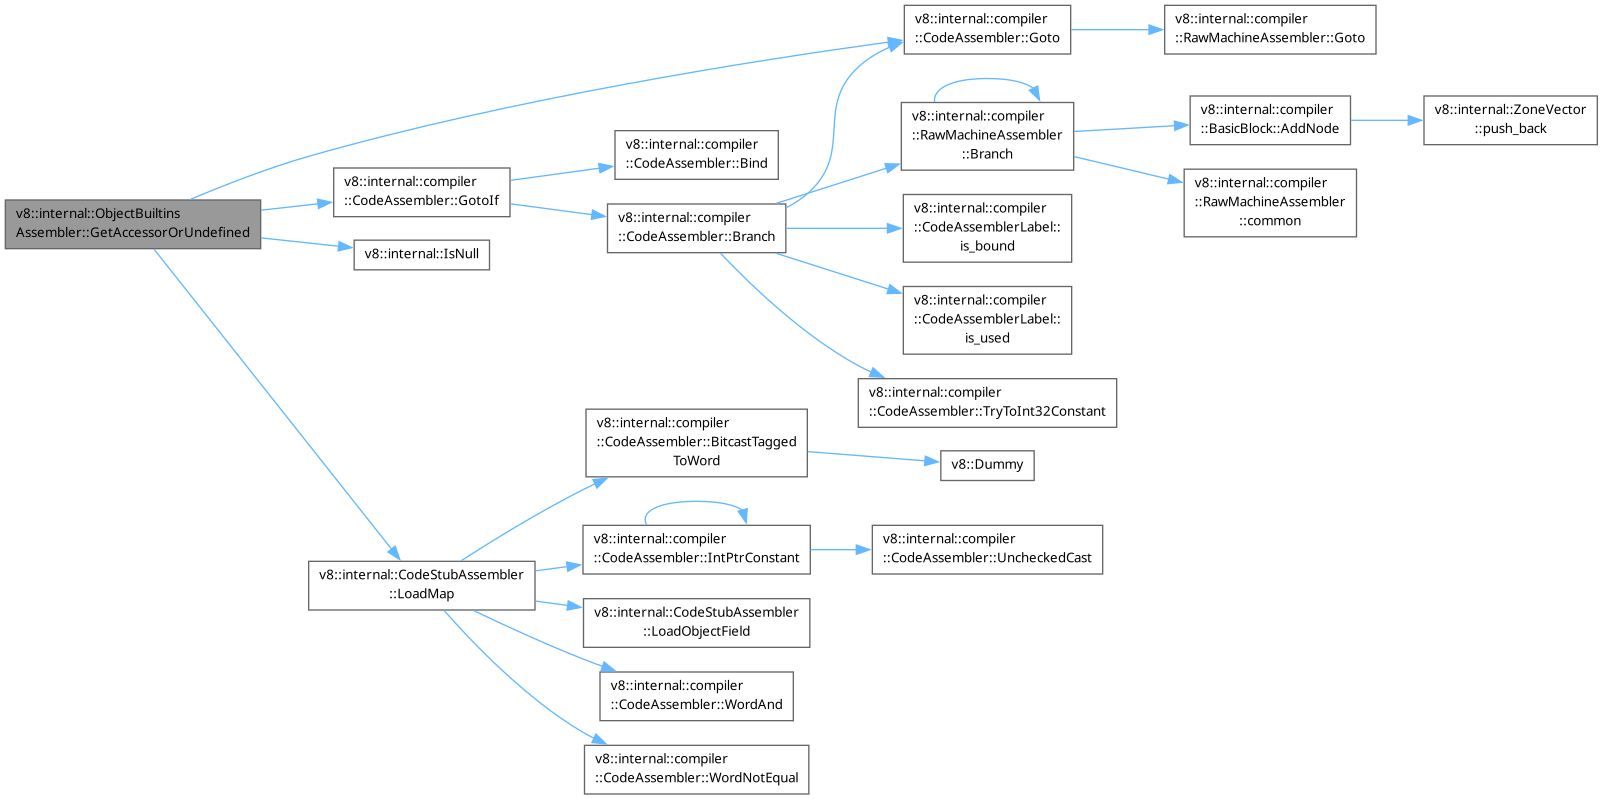 v8::internal::ObjectBuiltins
Assembler::GetAccessorOrUndefined
v8::internal::compiler
::CodeAssembler::GotoIf
v8::internal::IsNull
v8::internal::CodeStubAssembler
::LoadMap
v8::internal::compiler
::CodeAssembler::Bind
v8::internal::compiler
::CodeAssembler::Branch
v8::internal::compiler
::CodeAssembler::BitcastTagged
ToWord
v8::internal::compiler
::CodeAssembler::IntPtrConstant
v8::internal::CodeStubAssembler
::LoadObjectField
v8::internal::compiler
::CodeAssembler::WordAnd
v8::internal::compiler
::CodeAssembler::WordNotEqual
v8::internal::compiler
::CodeAssembler::Goto
v8::internal::compiler
::RawMachineAssembler
::Branch
v8::internal::compiler
::CodeAssemblerLabel::
is_bound
v8::internal::compiler
::CodeAssemblerLabel::
is_used
v8::internal::compiler
::CodeAssembler::TryToInt32Constant
v8::Dummy
v8::internal::compiler
::CodeAssembler::UncheckedCast
v8::internal::compiler
::RawMachineAssembler::Goto
v8::internal::compiler
::BasicBlock::AddNode
v8::internal::compiler
::RawMachineAssembler
::common
v8::internal::ZoneVector
::push_back